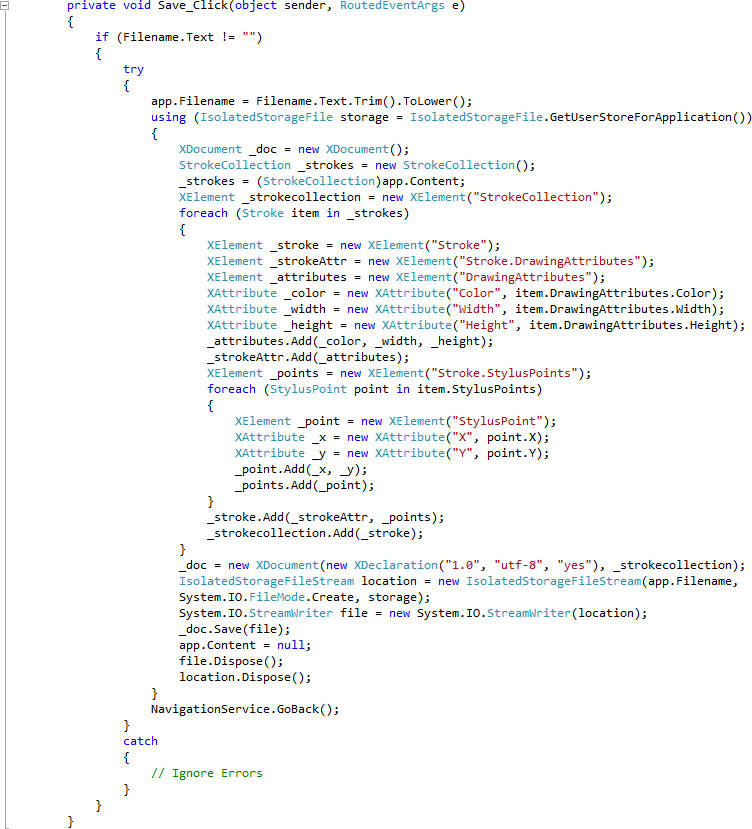 private void Save_Click(object sender, RoutedEventArgs e)
{
if (Filename.Text != "")
{
try
{
app.Filename = Filename.Text.Trim().ToLower();
using (IsolatedStorageFile storage = IsolatedStorageFile.GetUserStoreForApplication())
{
XDocument _doc = new XDocument();
StrokeCollection _strokes = new StrokeCollection();
_strokes = (StrokeCollection)app.Content;
XElement _strokecollection = new XElement("StrokeCollection");
foreach (Stroke item in _strokes)
{
XElement _stroke = new XElement("Stroke");
XElement _strokeAttr = new XElement("Stroke.DrawingAttributes");
XElement _attributes = new XElement("DrawingAttributes");
XAttribute _color = new XAttribute("Color", item.DrawingAttributes.Color);
XAttribute _width = new XAttribute("Width", item.DrawingAttributes.Width);
XAttribute _height = new XAttribute("Height", item.DrawingAttributes.Height);
_attributes.Add(_color, _width, _height);
_strokeAttr.Add(_attributes);
XElement _points = new XElement("Stroke.StylusPoints");
foreach (StylusPoint point in item.StylusPoints)
{
XElement _point = new XElement("StylusPoint");
XAttribute _x = new XAttribute("X", point.X);
XAttribute _y = new XAttribute("Y", point.Y);
_point.Add(_x, _y);
_points.Add(_point);
}
_stroke.Add(_strokeAttr, _points);
_strokecollection.Add(_stroke);
}
_doc = new XDocument(new XDeclaration("1.0", "utf-8", "yes"), _strokecollection);
IsolatedStorageFileStream location = new IsolatedStorageFileStream(app.Filename,
System.IO.FileMode.Create, storage);
System.IO.StreamWriter file = new System.IO.StreamWriter(location);
_doc.Save(file);
app.Content = null;
file.Dispose();
location.Dispose();
}
NavigationService.GoBack();
}
catch
{
// Ignore Errors
}
}
}